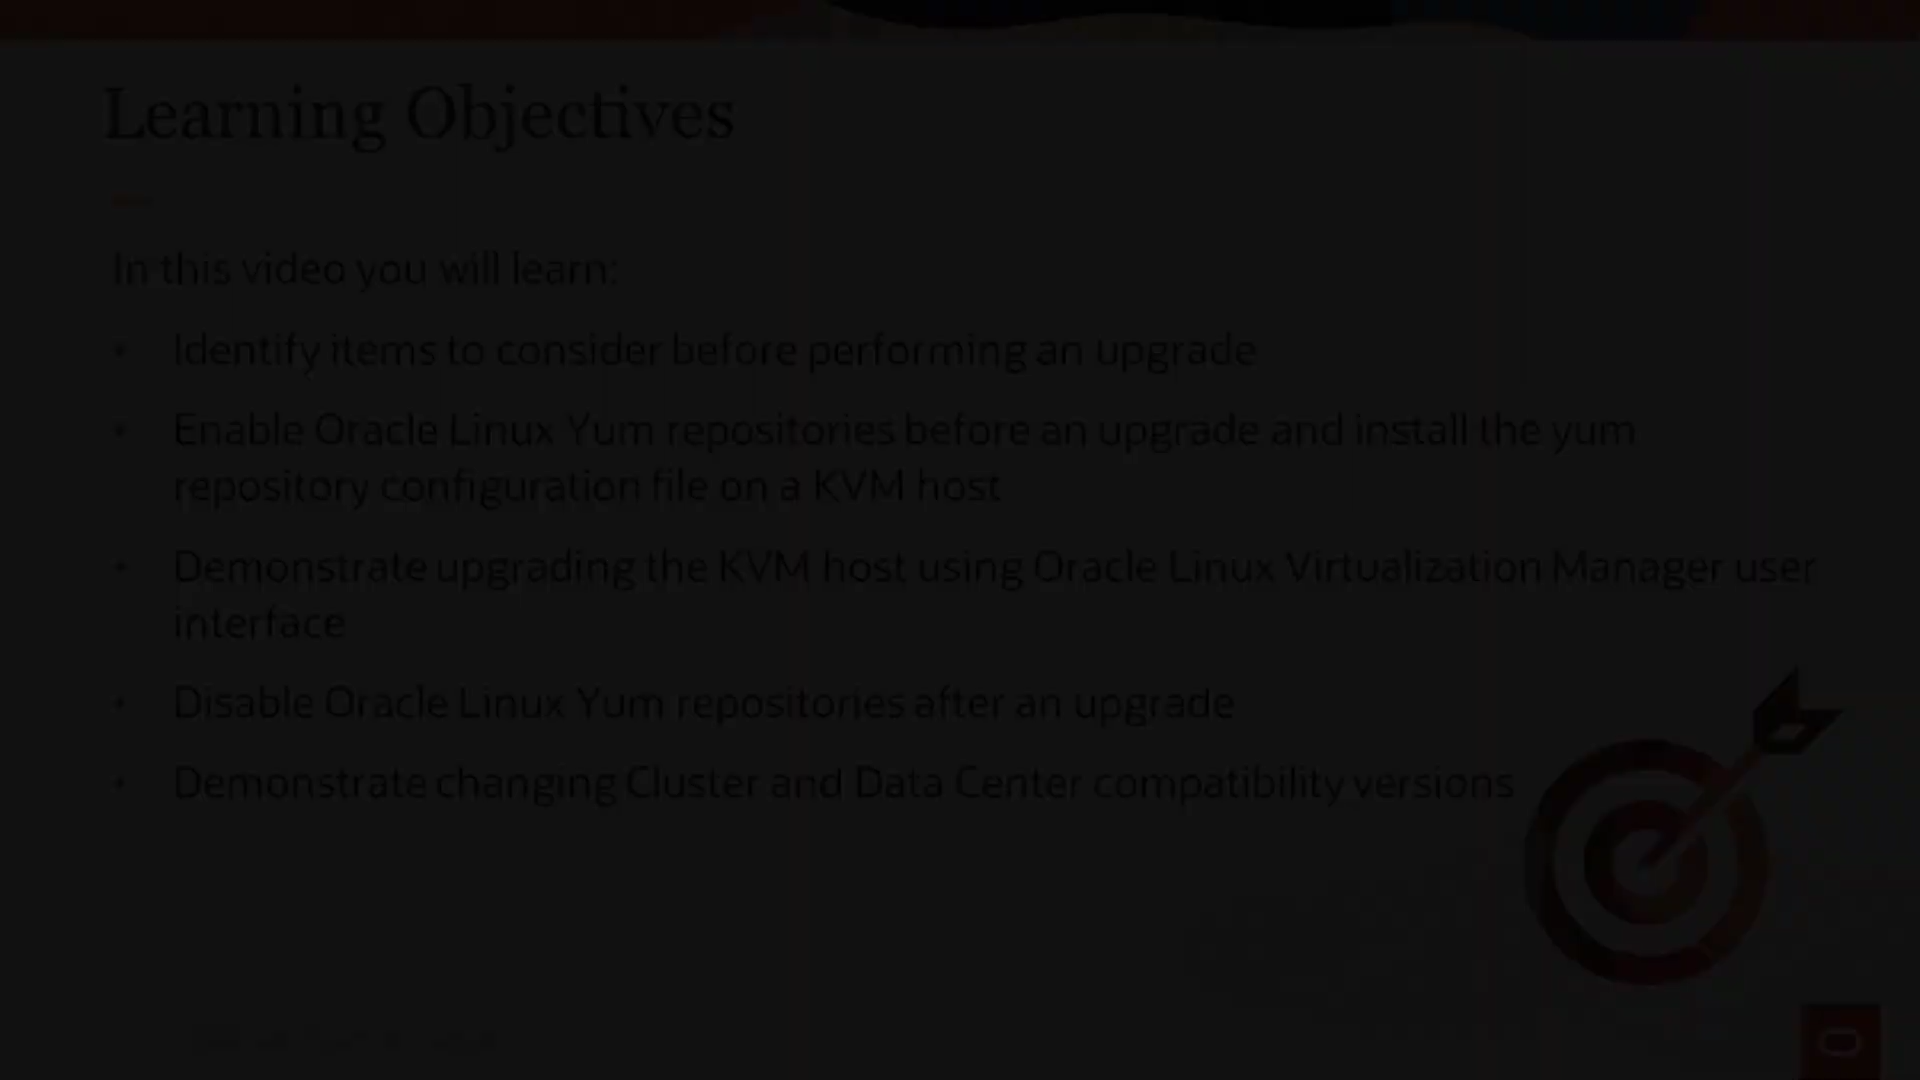 Learning Objectives
In this video you will learn:
• Identify items to consider before performing an upgrade
• Enable Oracle Linux Yum repositories before an upgrade and install the yum
repository configuration file on a KVM host
• Demonstrate upgrading the KVM host using Oracle Linux Virtualization Manager user
interface
• Disable Oracle Linux Yum repositories after an upgrade
• Demonstrate changing Cluster and Data Center compatibility versions